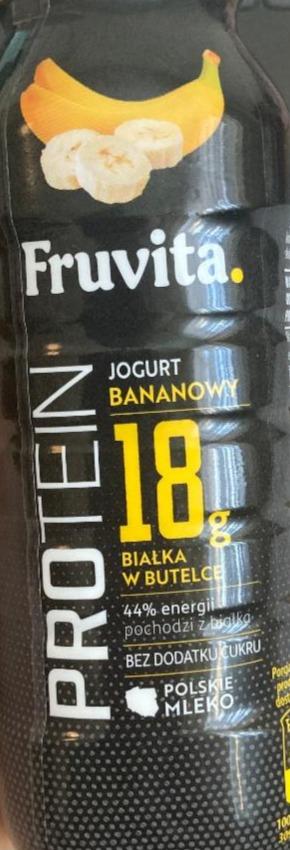 Fruvita.
PROTEIN
JOGURT
BANANOWY
18g
BIAŁKA
W BUTELCE
44% energii
pochodzi z białka
BEZ DODATKU CUKRU
POLSKIE
MLEKO